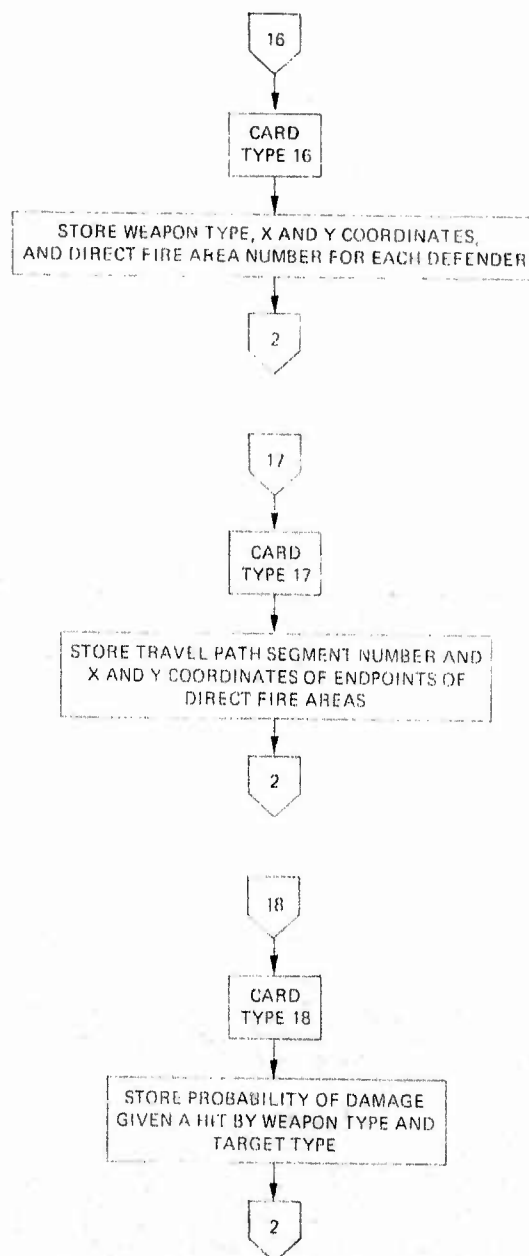 16
CARD
TYPE 16
STORE WEAPON TYPE, X AND Y COORDINATES,
AND DIRECT FIRE AREA NUMBER FOR EACH DEFENDER
2
17
CARD
TYPE 17
STORE TRAVEL PATH SEGMENT NUMBER AND
X AND Y COORDINATES OF ENDPOINTS OF
DIRECT FIRE AREAS
2
18
CARD
TYPE 18
STORE PROBABILITY OF DAMAGE
GIVEN A HIT BY WEAPON TYPE AND
TARGET TYPE
2